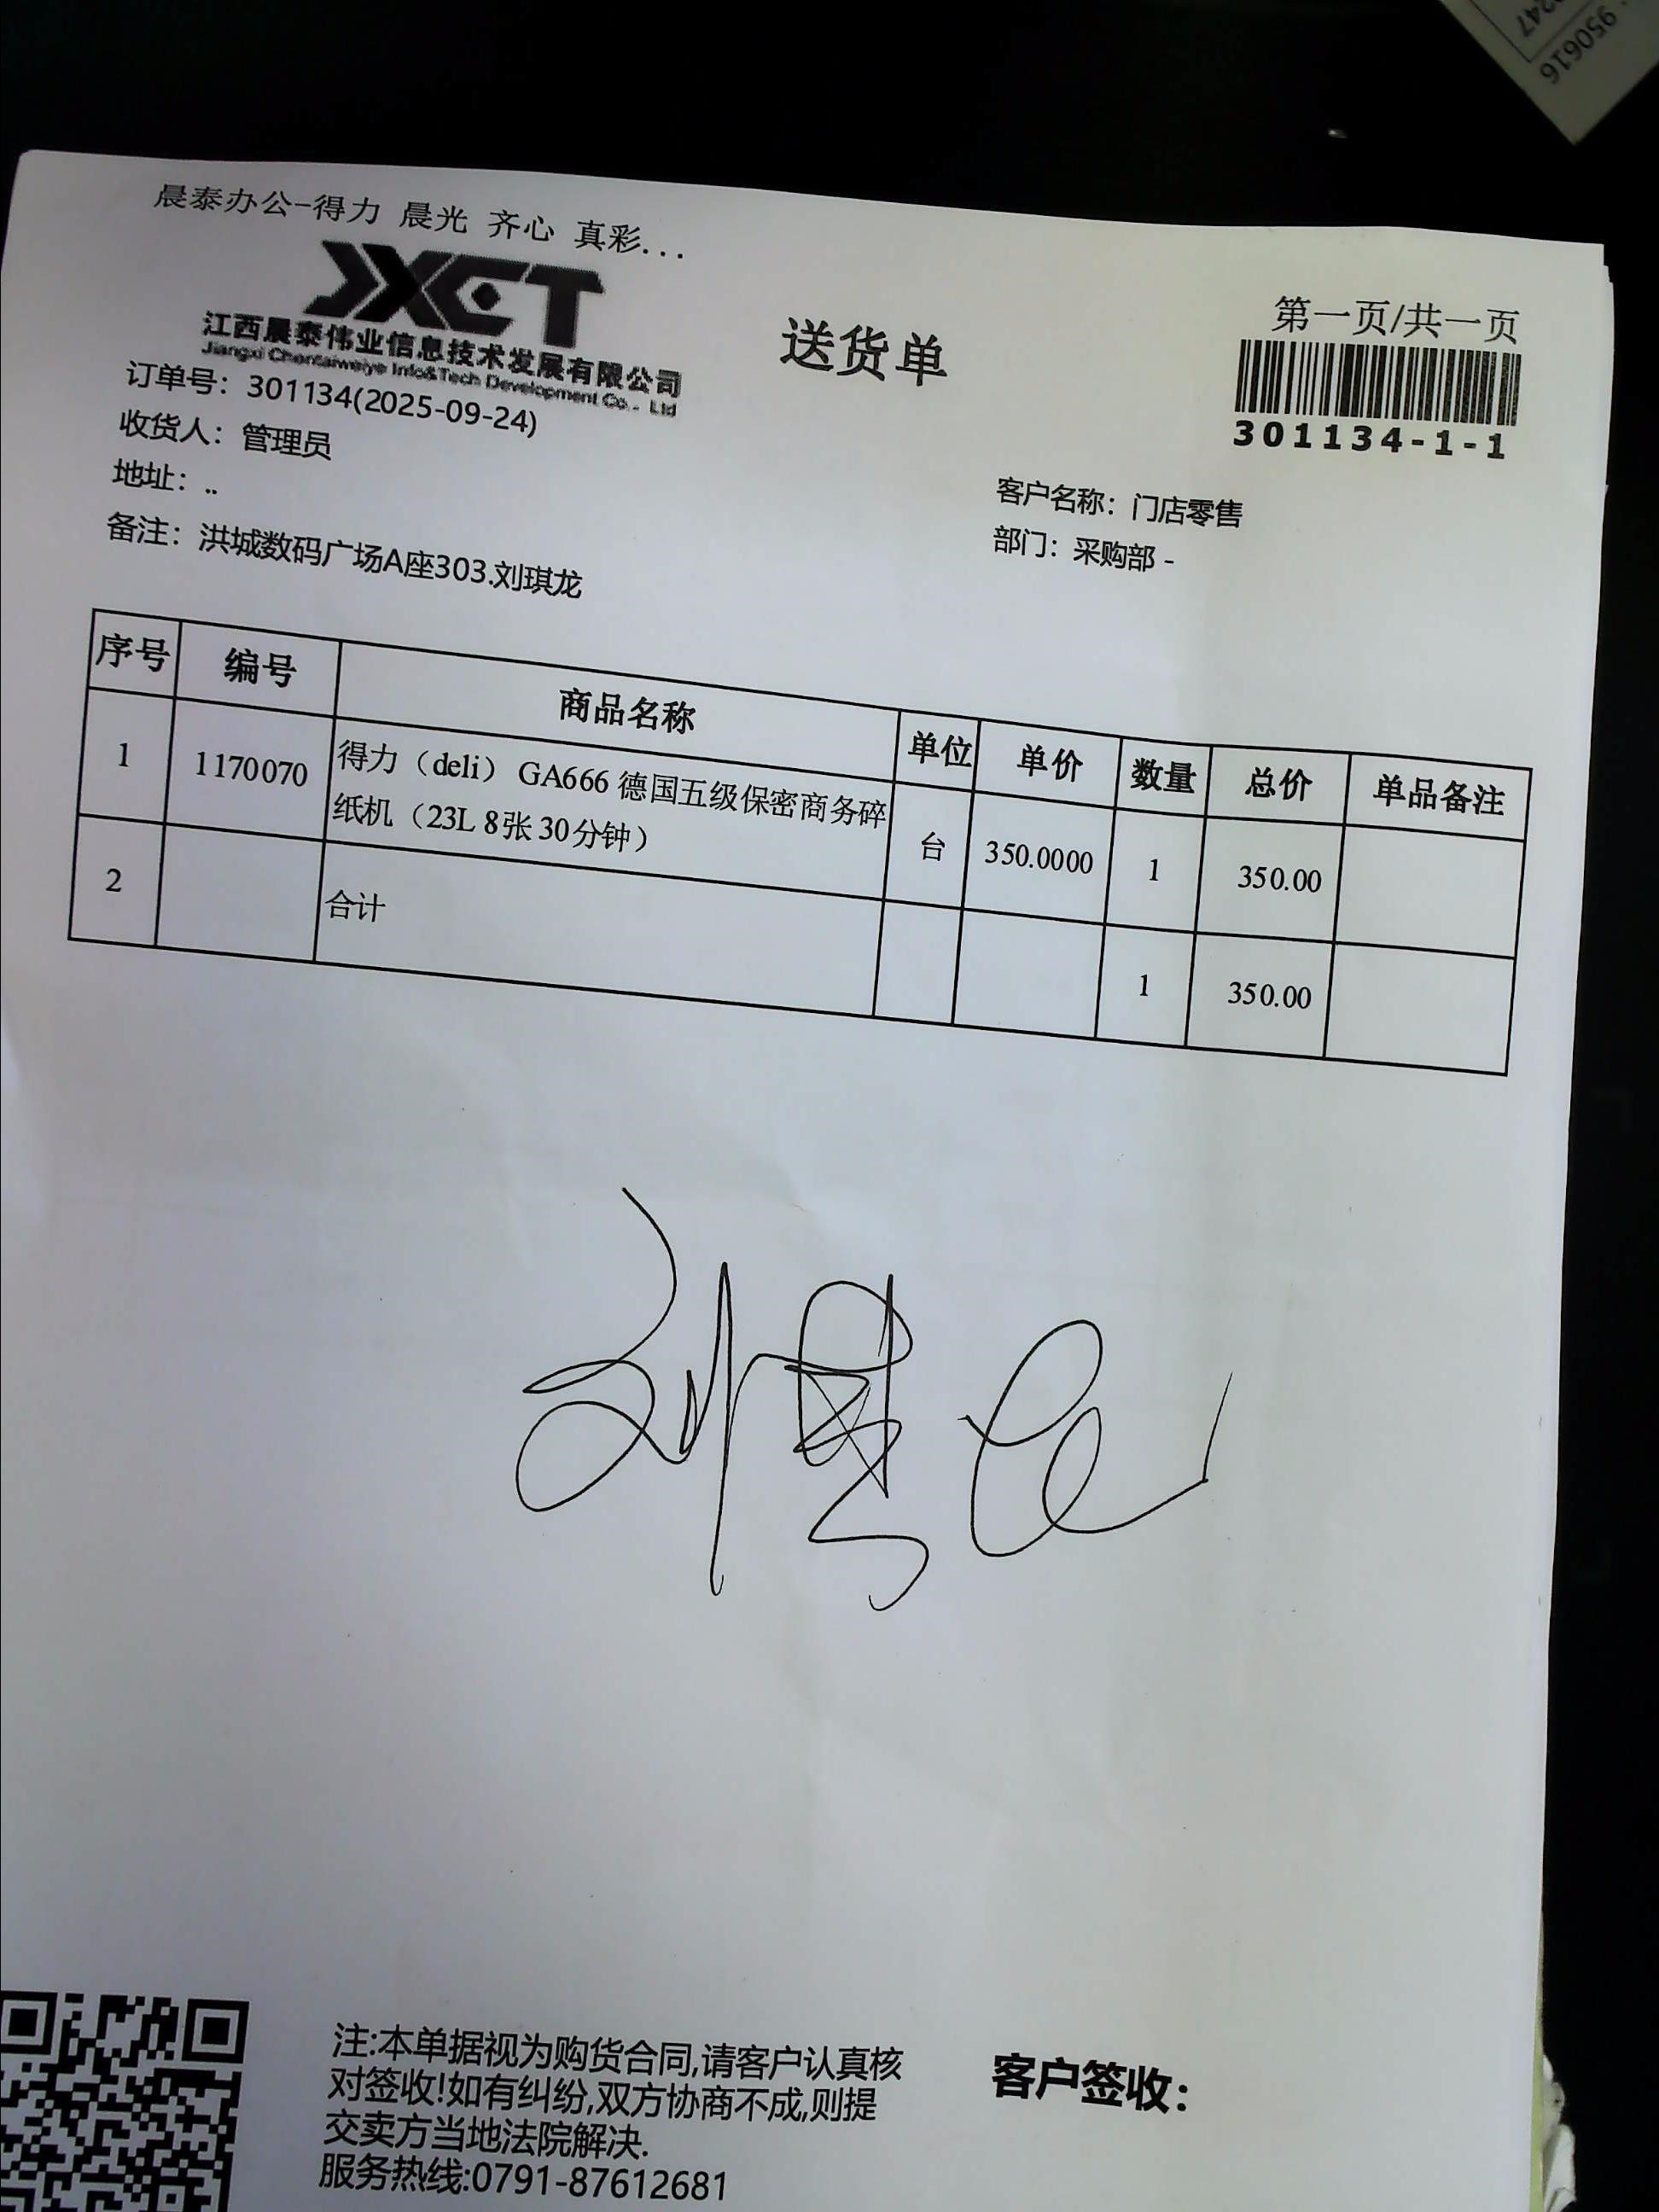 晨泰办公-得力 晨光 齐心 真彩...
JXCT
江西晨泰伟业信息技术发展有限公司
Jiangxi Chentaiweiye Info&Tech Development Co., Ltd
送货单
第一页/共一页
301134-1-1
订单号: 301134(2025-09-24)
收货人: 管理员
地址: ..
备注: 洪城数码广场A座303.刘琪龙
客户名称: 门店零售
部门: 采购部 -
序号 编号 商品名称 单位 单价 数量 总价 单品备注
1 1170070 得力（deli）GA666 德国五级保密商务碎 台 350.0000 1 350.00
纸机（23L 8张 30分钟）
2 合计 1 350.00
注:本单据视为购货合同,请客户认真核
对签收!如有纠纷,双方协商不成,则提
交卖方当地法院解决.
服务热线:0791-87612681
客户签收:
950616